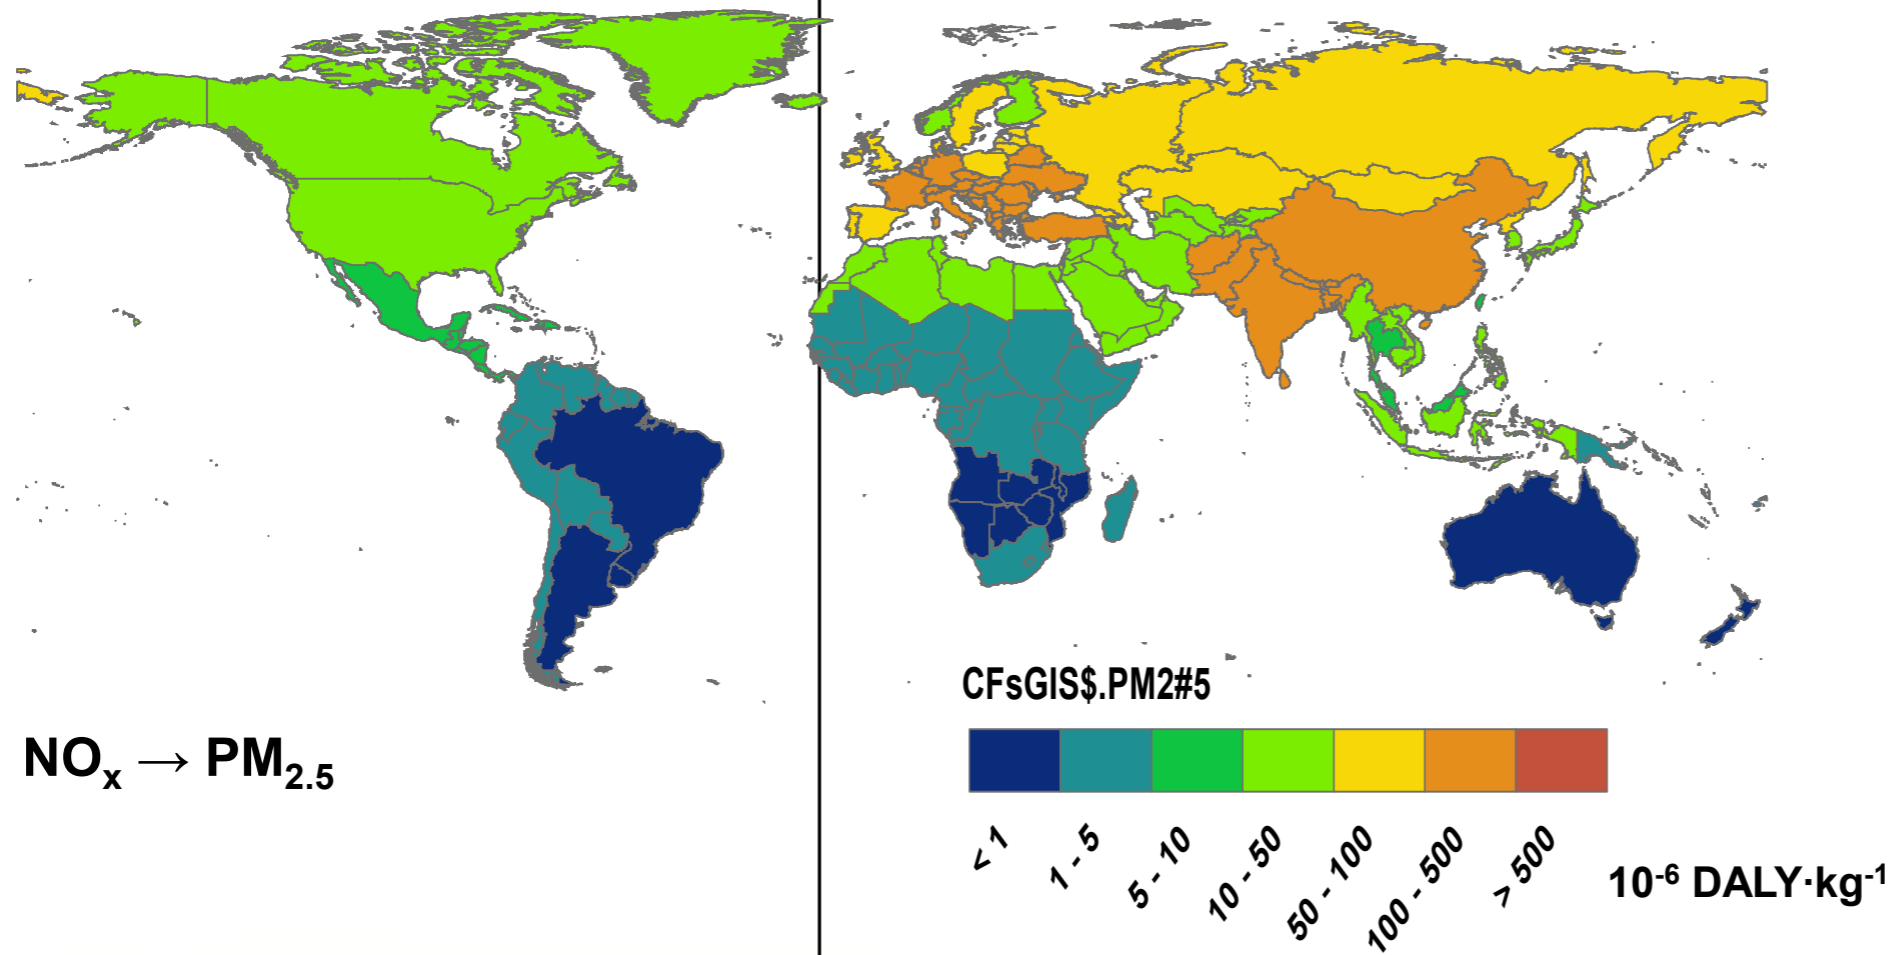 CFsGIS$.PM2#5
NOₓ → PM₂.₅
< 1
1 - 5
5 - 10
10 - 50
50 - 100
100 - 500
> 500
10⁻⁶ DALY·kg⁻¹